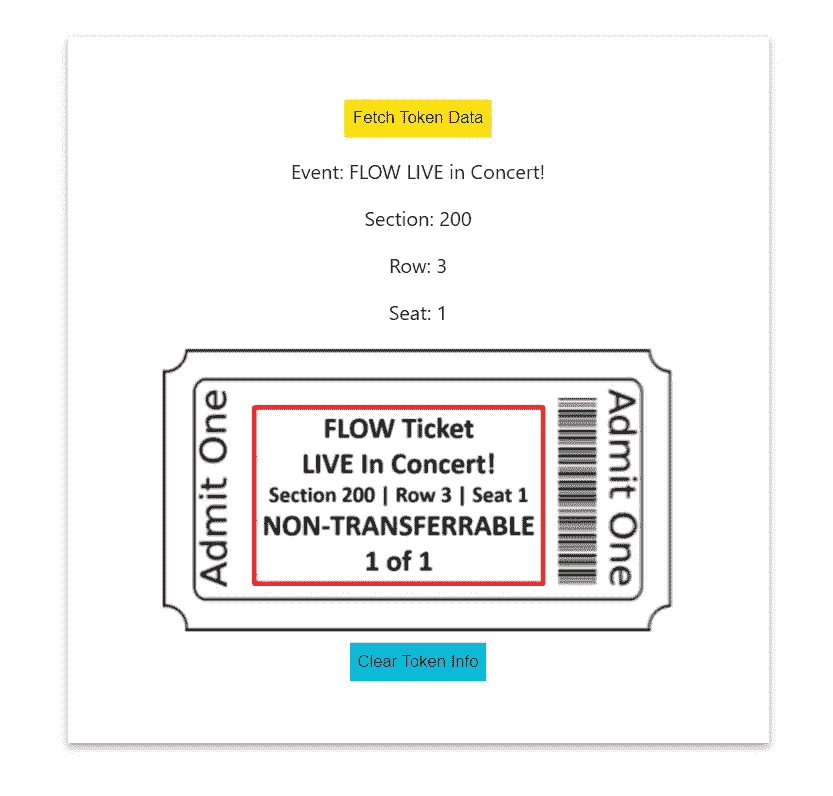 Fetch Token Data
Event: FLOW LIVE in Concert!
Section: 200
Row: 3
Seat: 1
Admit One
FLOW Ticket
LIVE In Concert!
Section 200 | Row 3 | Seat 1
NON-TRANSFERRABLE
1 of 1
Admit One
Clear Token Info